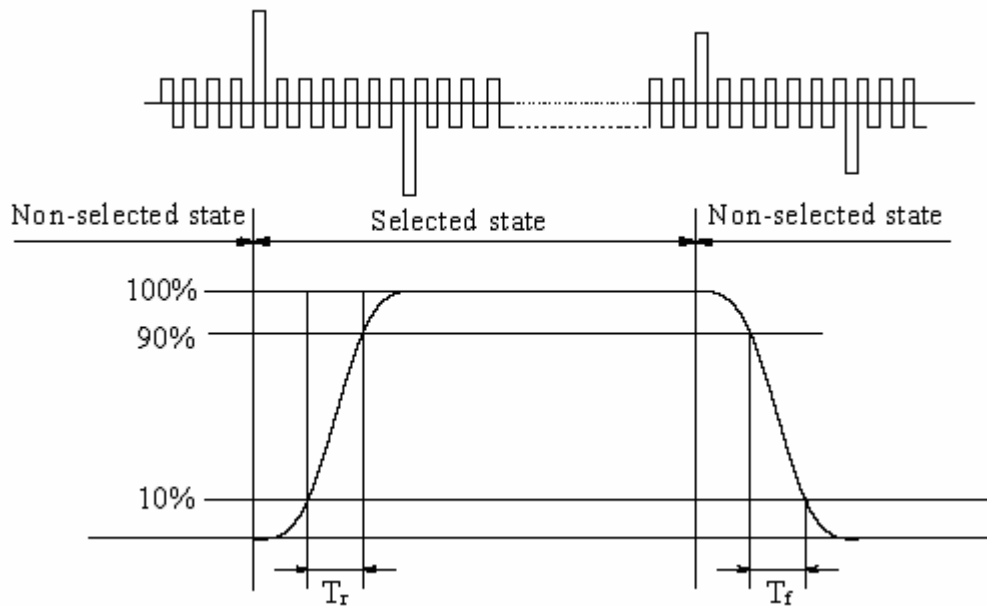 Non-selected state
Selected state
Non-selected state
100%
90%
10%
Tr
Tf